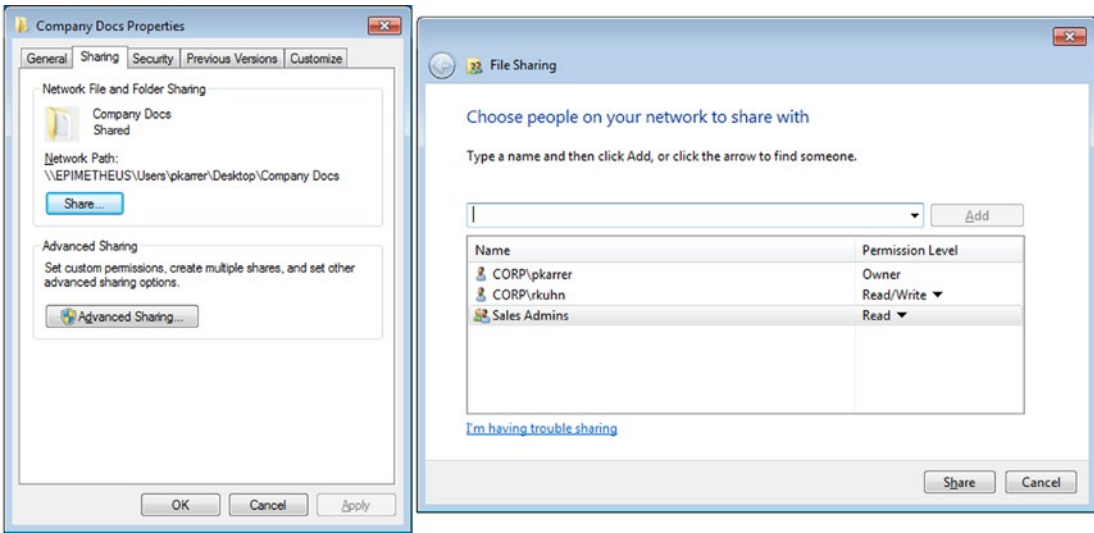 Company Docs Properties
General Sharing Security Previous Versions Customize
Network File and Folder Sharing
Company Docs
Shared
Network Path:
\\EPIMETHEUS\Users\pkarrer\Desktop\Company Docs
Share...
Advanced Sharing
Set custom permissions, create multiple shares, and set other
advanced sharing options.
Advanced Sharing...
OK Cancel Apply
File Sharing
Choose people on your network to share with
Type a name and then click Add, or click the arrow to find someone.
Add
Name Permission Level
CORP\pkarrer Owner
CORP\rkuhn Read/Write
Sales Admins Read
I'm having trouble sharing
Share Cancel